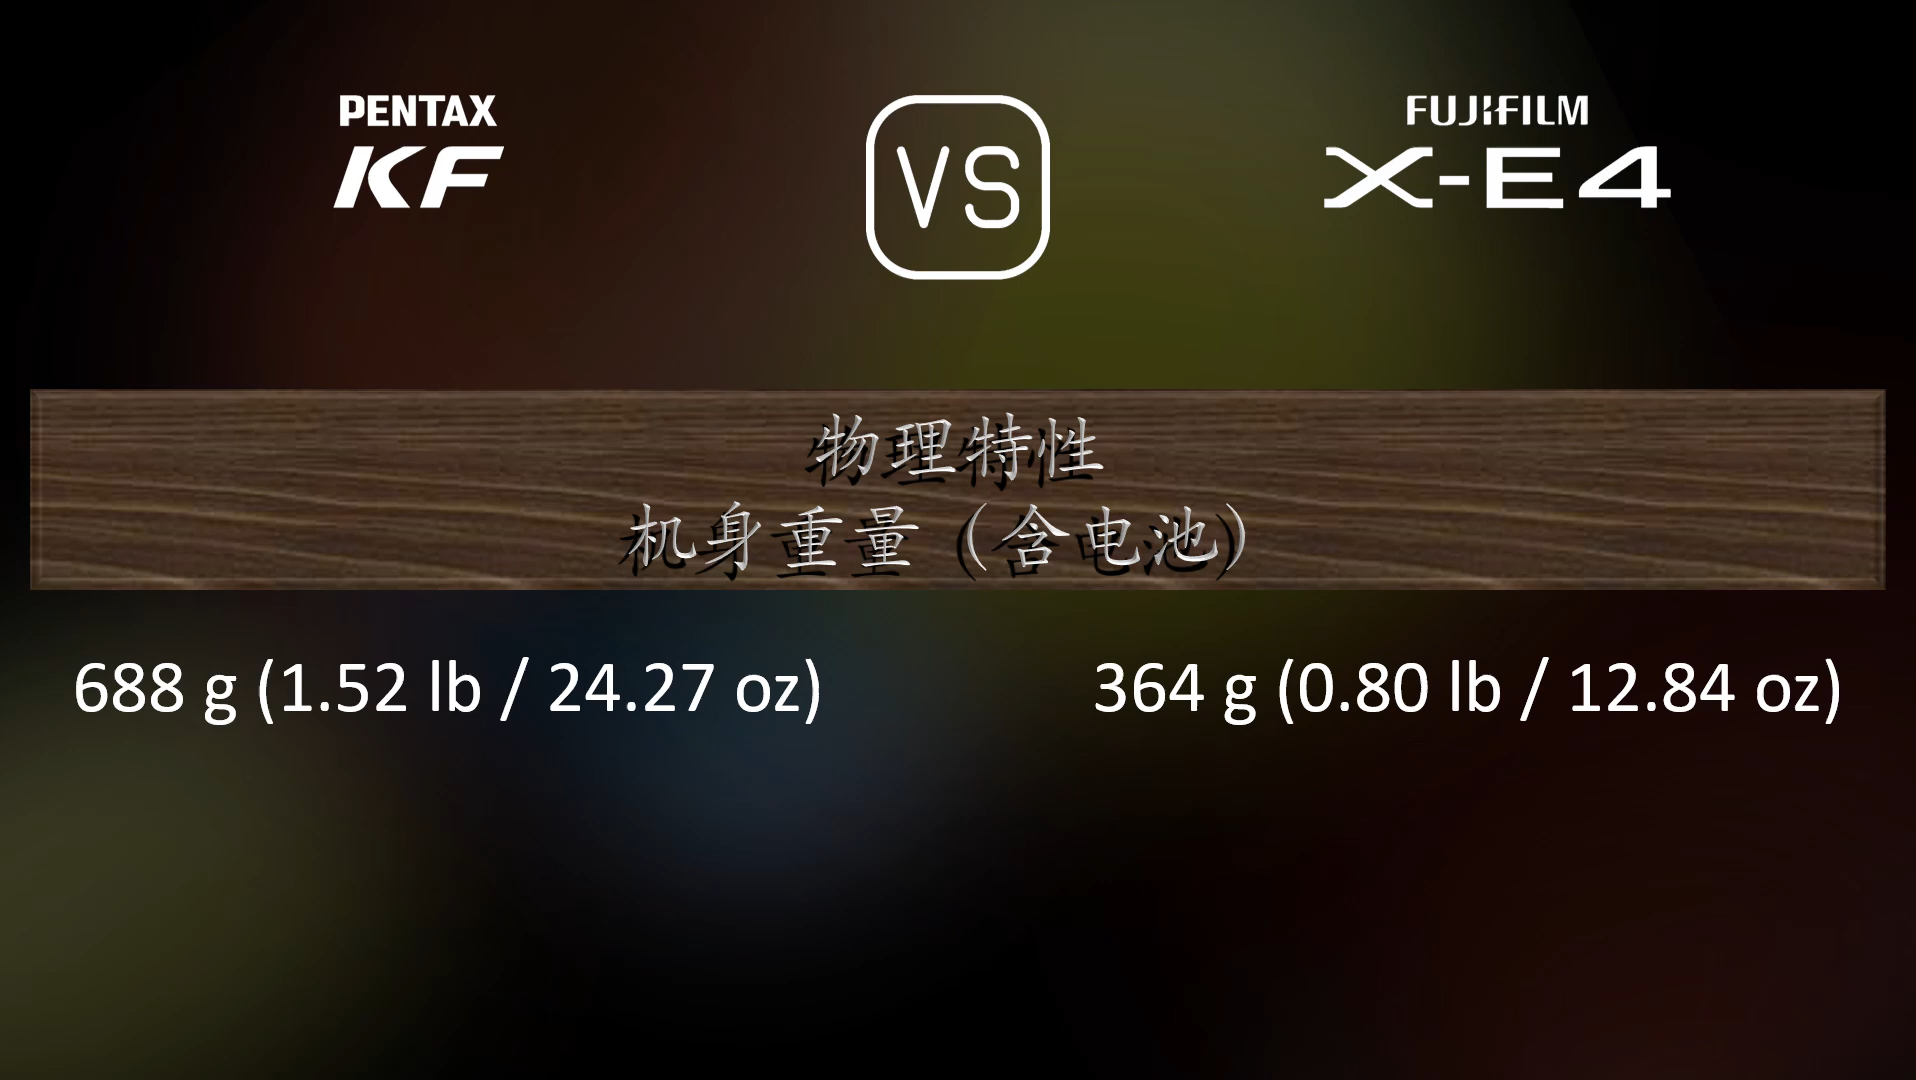 PENTAX
KF
VS
FUJIFILM
X-E4
物理特性
机身重量（含电池）
688 g (1.52 lb / 24.27 oz)
364 g (0.80 lb / 12.84 oz)